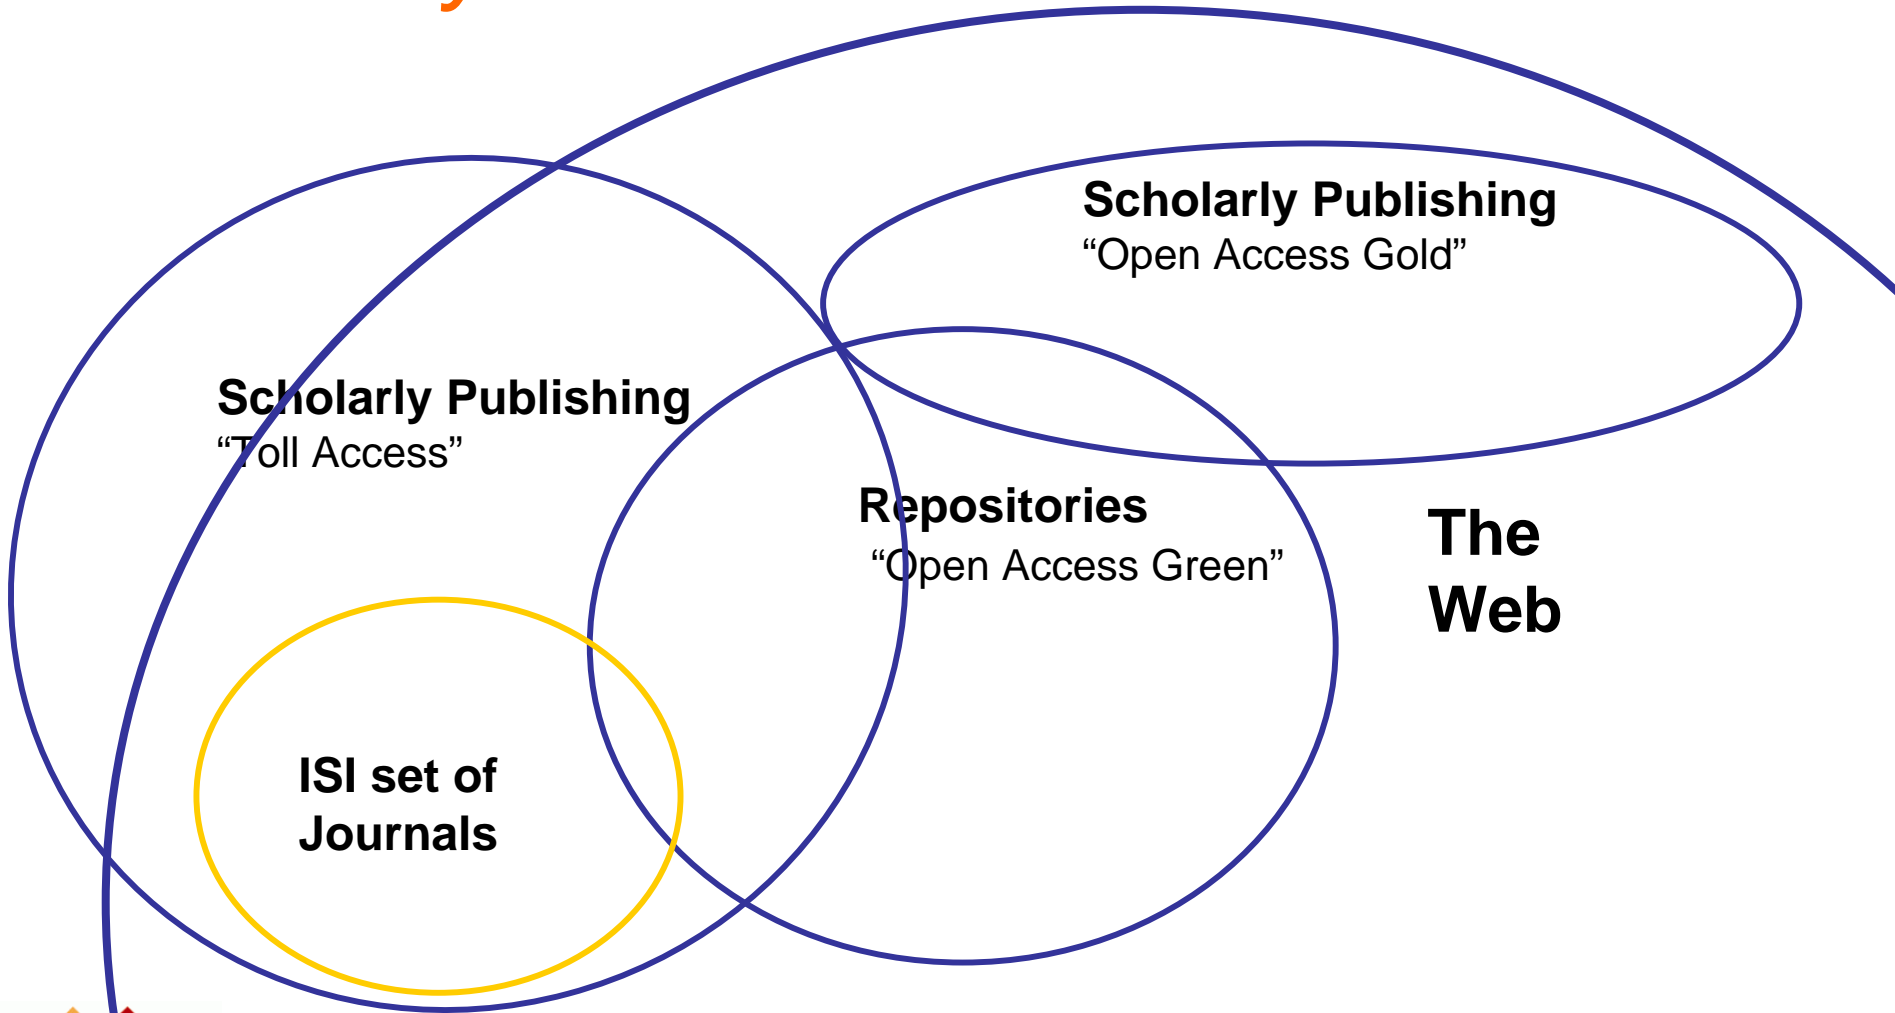 Scholarly Publishing
“Open Access Gold”
Scholarly Publishing
“Toll Access”
Repositories
“Open Access Green”
The
Web
ISI set of
Journals